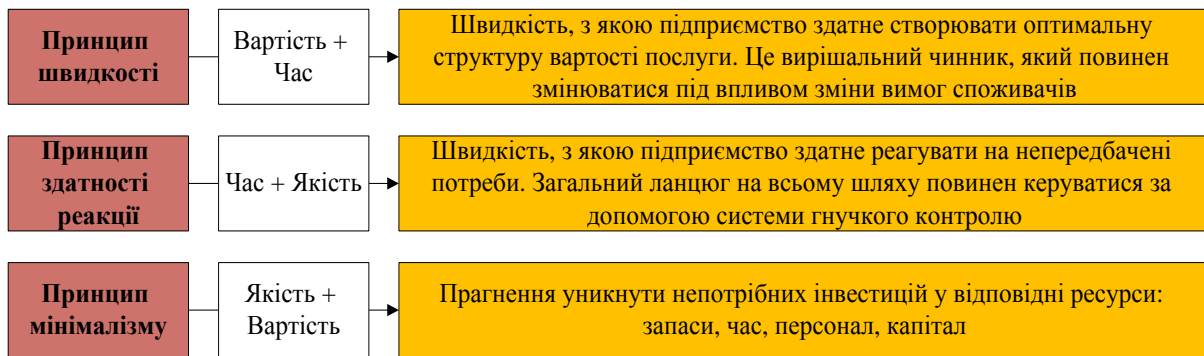 Принцип
швидкості
Вартість +
Час
Швидкість, з якою підприємство здатне створювати оптимальну
структуру вартості послуги. Це вирішальний чинник, який повинен
змінюватися під впливом зміни вимог споживачів
Принцип
здатності
реакції
Час + Якість
Швидкість, з якою підприємство здатне реагувати на непередбачені
потреби. Загальний ланцюг на всьому шляху повинен керуватися за
допомогою системи гнучкого контролю
Принцип
мінімалізму
Якість +
Вартість
Прагнення уникнути непотрібних інвестицій у відповідні ресурси:
запаси, час, персонал, капітал